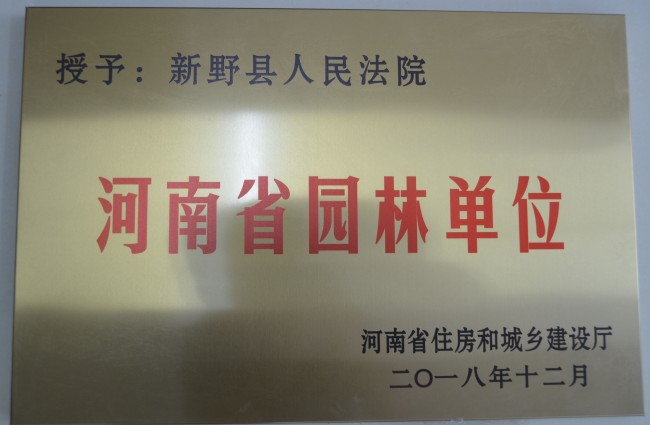 授予：新野县人民法院
河南省园林单位
河南省住房和城乡建设厅
二〇一八年十二月